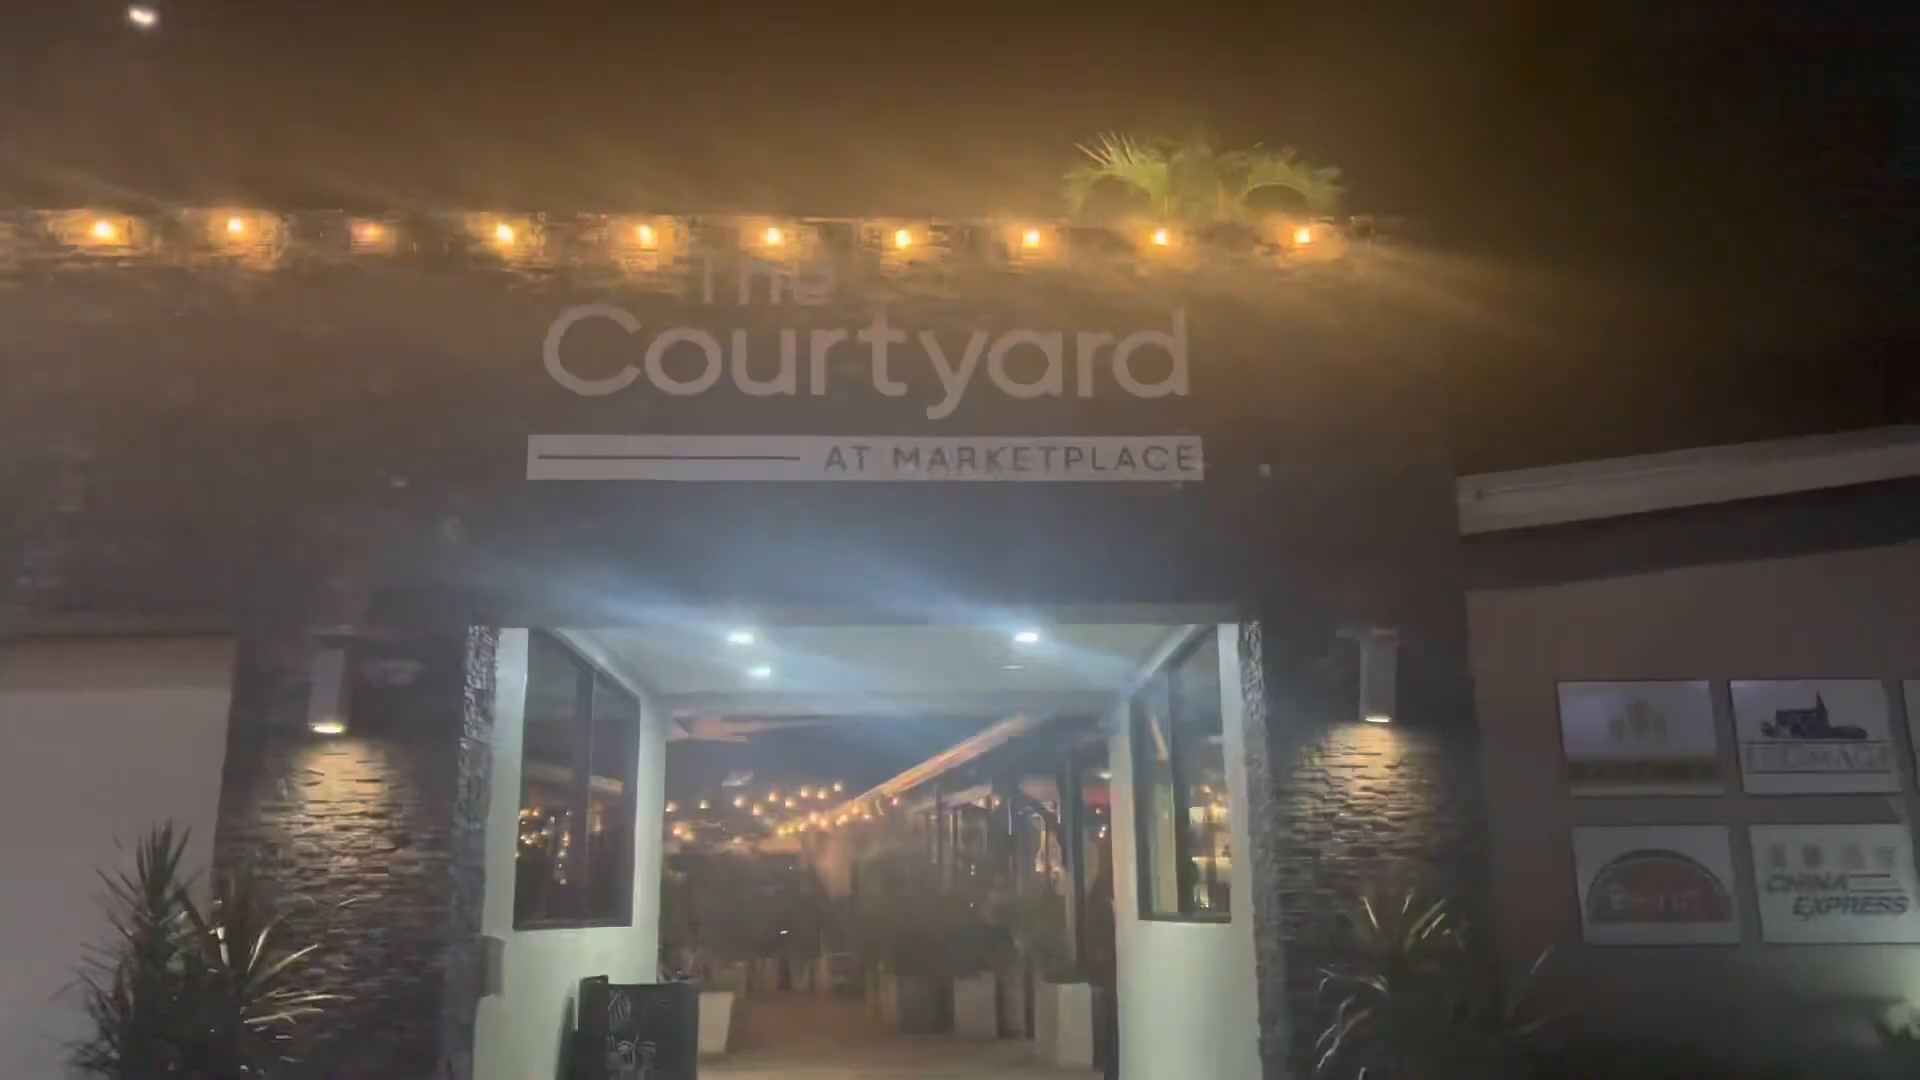 The
Courtyard
AT MARKETPLACE
CHINA
EXPRESS